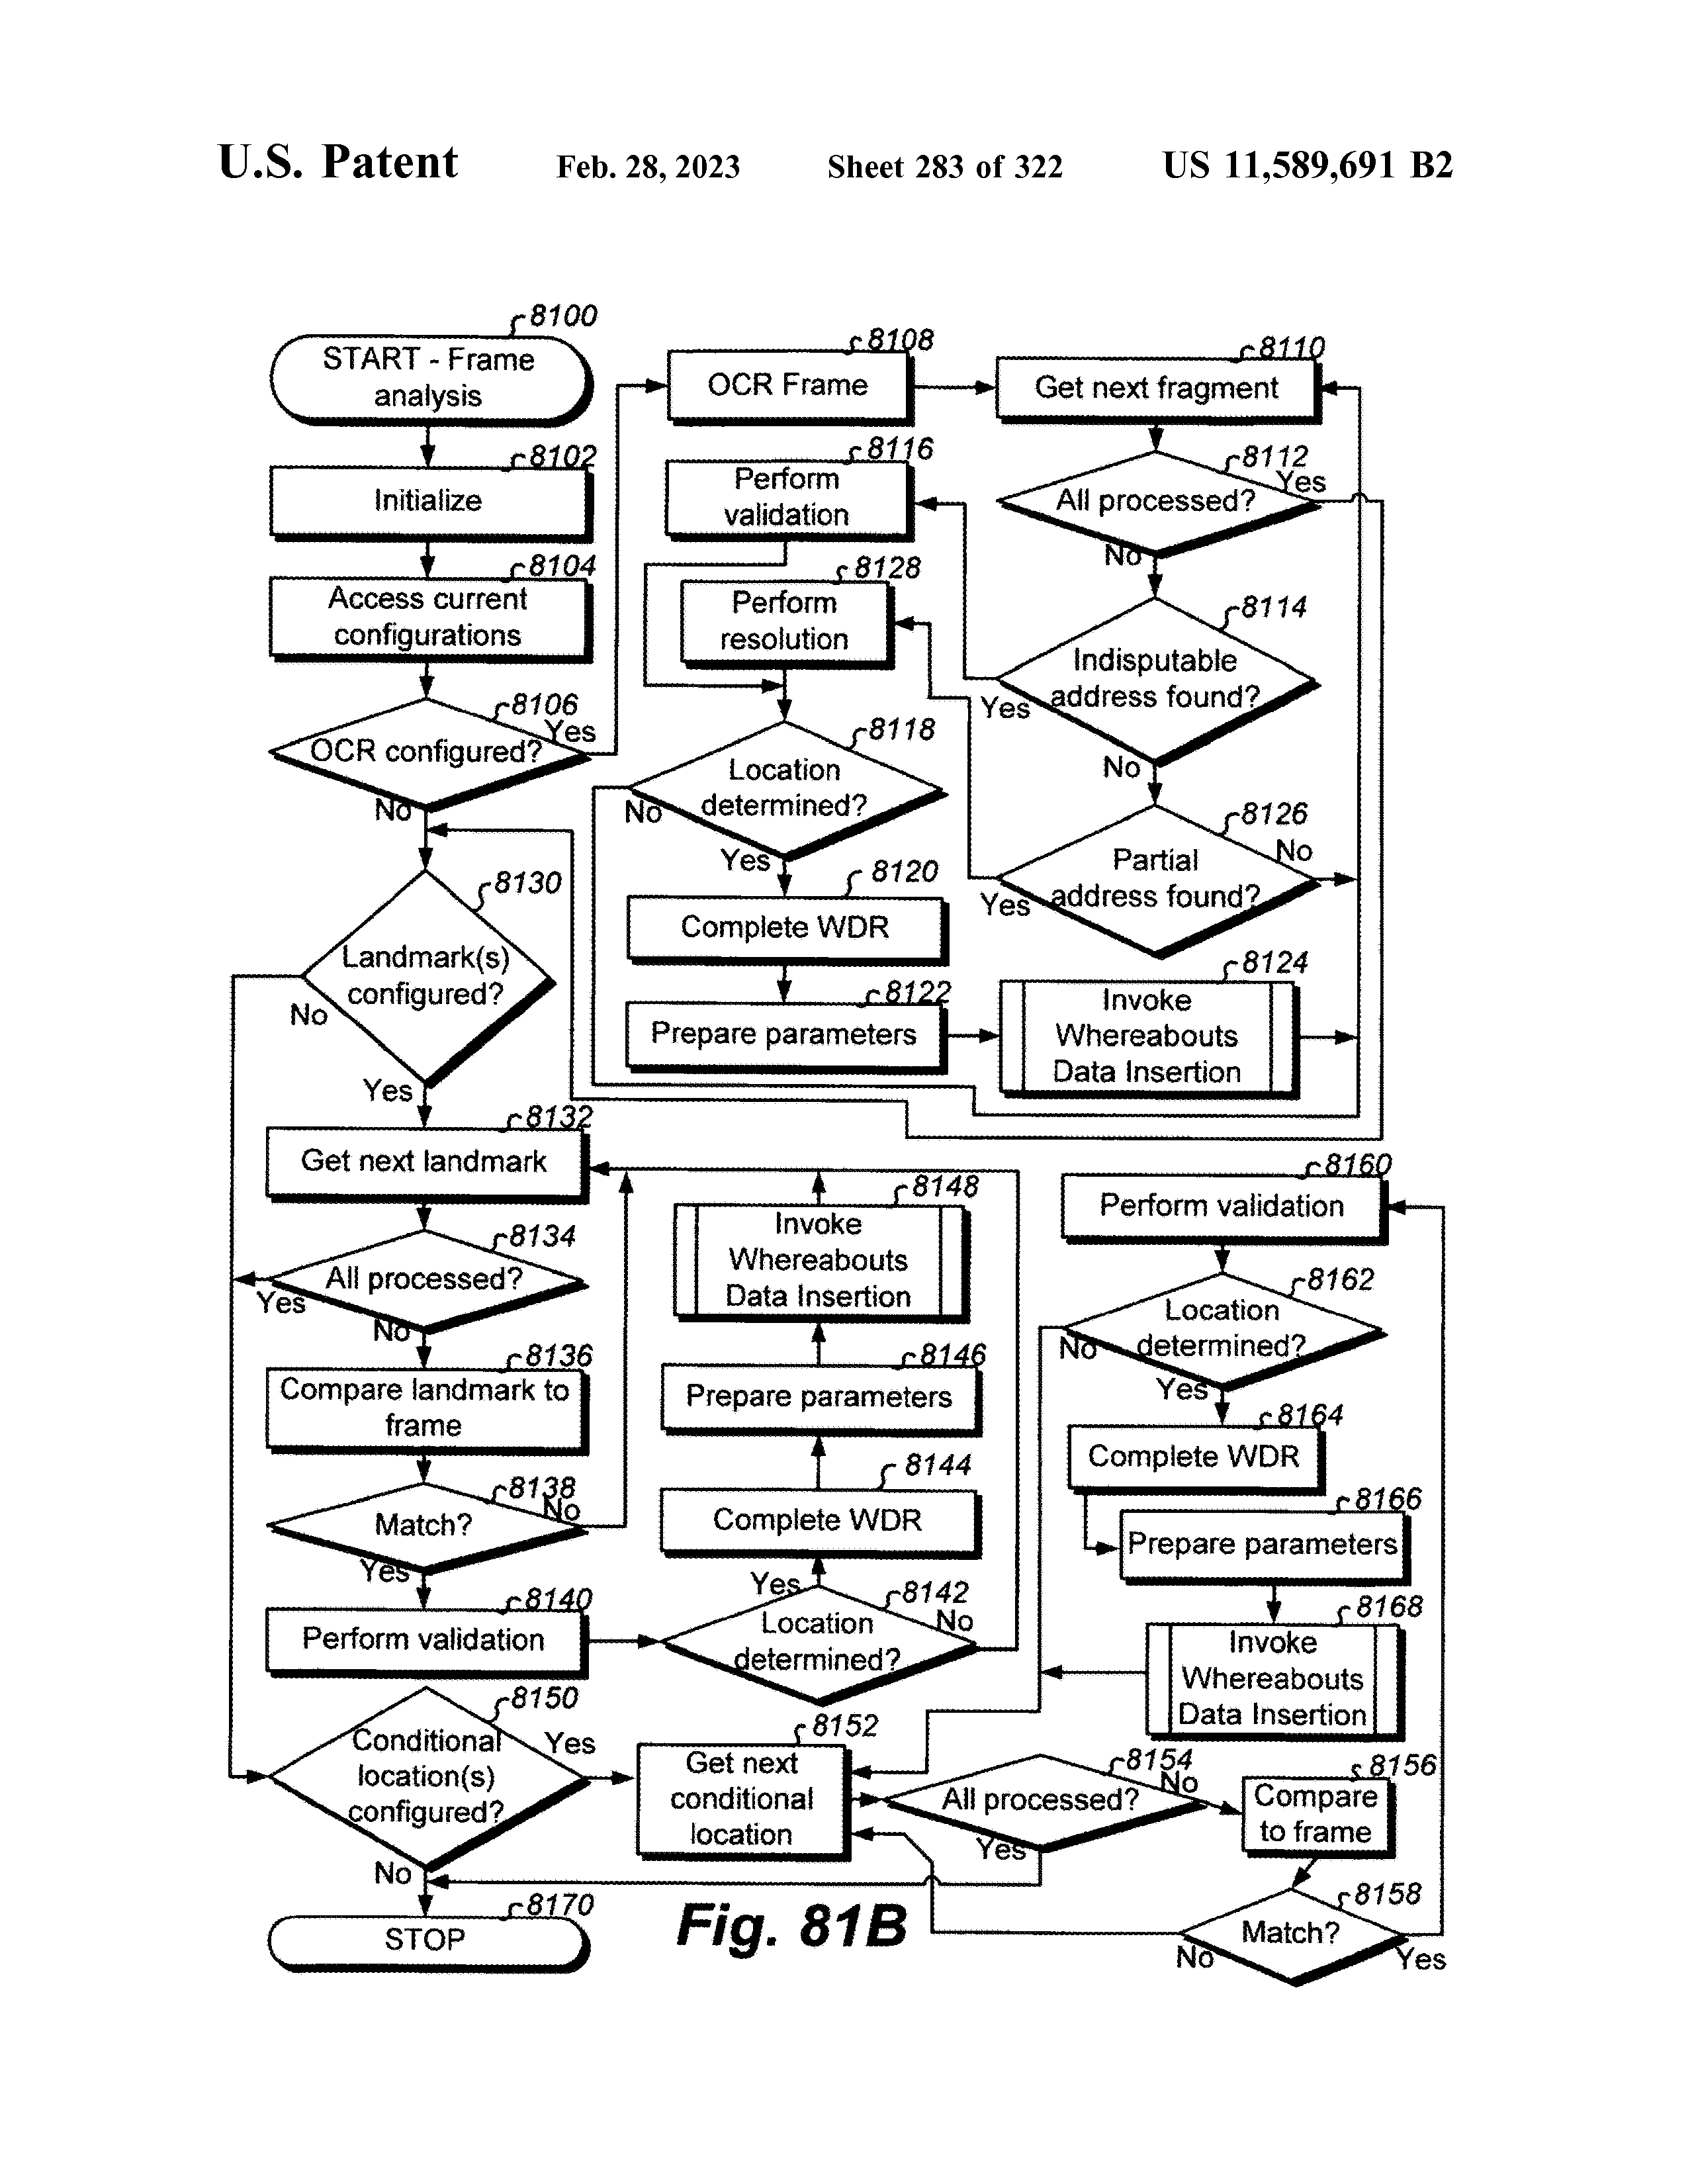 U.S. Patent Feb. 28, 2023 Sheet 283 of 322 US 11,589,691 B2
8100
START - Frame
analysis
8102
Initialize
8104
Access current
configurations
8106
OCR configured?
Yes
No
8108
OCR Frame
8110
Get next fragment
8112
All processed?
Yes
No
8114
Indisputable
address found?
Yes
No
8116
Perform
validation
8128
Perform
resolution
8118
Location
determined?
No
Yes
8126
Partial
address found?
No
Yes
8120
Complete WDR
8122
Prepare parameters
8124
Invoke
Whereabouts
Data Insertion
8130
Landmark(s)
configured?
No
Yes
8132
Get next landmark
8134
All processed?
Yes
No
8136
Compare landmark to
frame
8138
Match?
No
Yes
8140
Perform validation
8142
Location
determined?
Yes
No
8144
Complete WDR
8146
Prepare parameters
8148
Invoke
Whereabouts
Data Insertion
8150
Conditional
location(s)
configured?
Yes
No
8152
Get next
conditional
location
8154
All processed?
No
Yes
8156
Compare
to frame
8158
Match?
No
Yes
8160
Perform validation
8162
Location
determined?
No
Yes
8164
Complete WDR
8166
Prepare parameters
8168
Invoke
Whereabouts
Data Insertion
8170
STOP
Fig. 81B